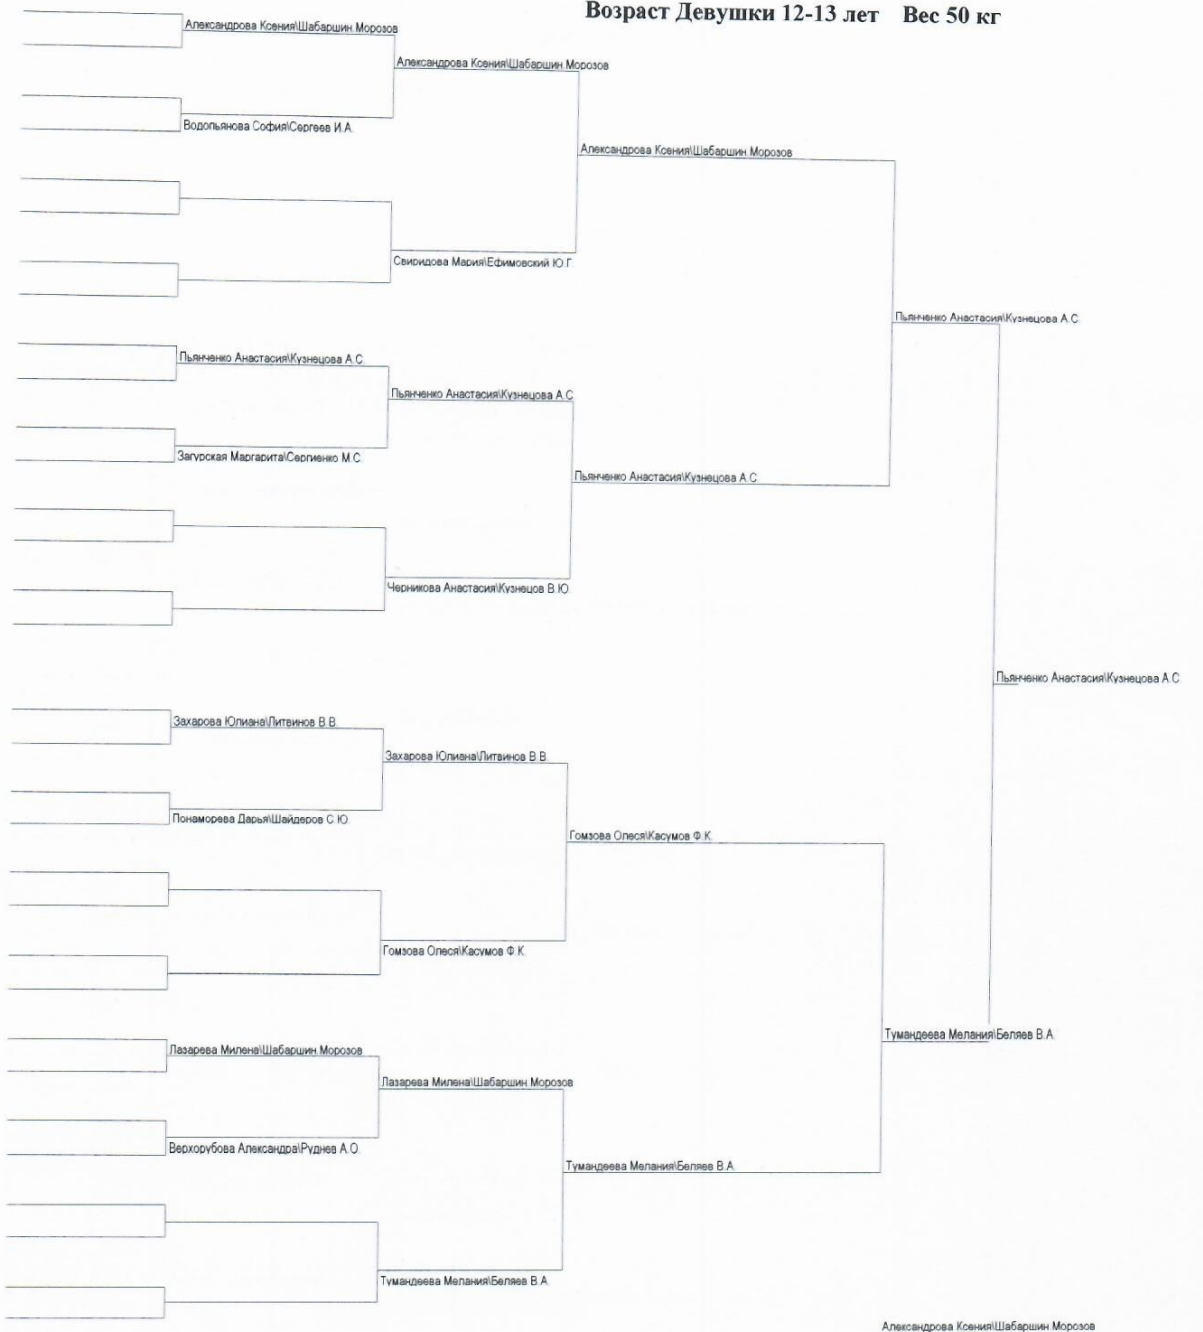 Возраст Девушки 12-13 лет Вес 50 кг
Александрова Ксения\Шабаршин Морозов
Александрова Ксения\Шабаршин Морозов
Водопьянова София\Сергеев И.А.
Александрова Ксения\Шабаршин Морозов
Свиридова Мария\Ефимовский Ю.Г.
Пьянченко Анастасия\Кузнецова А.С.
Пьянченко Анастасия\Кузнецова А.С.
Пьянченко Анастасия\Кузнецова А.С
Загурская Маргарита\Сергиенко М.С.
Пьянченко Анастасия\Кузнецова А.С.
Черникова Анастасия\Кузнецов В.Ю.
Пьянченко Анастасия\Кузнецова А.С
Захарова Юлиана\Литвинов В.В.
Захарова Юлиана\Литвинов В.В.
Понаморева Дарья\Шайдеров С.Ю.
Гомзова Олеся\Касумов Ф.К.
Гомзова Олеся\Касумов Ф.К.
Тумандеева Мелания\Беляев В.А.
Лазарева Милена\Шабаршин Морозов
Лазарева Милена\Шабаршин Морозов
Верхорубова Александра\Руднев А.О.
Тумандеева Мелания\Беляев В.А.
Тумандеева Мелания\Беляев В.А.
Александрова Ксения\Шабаршин Морозов